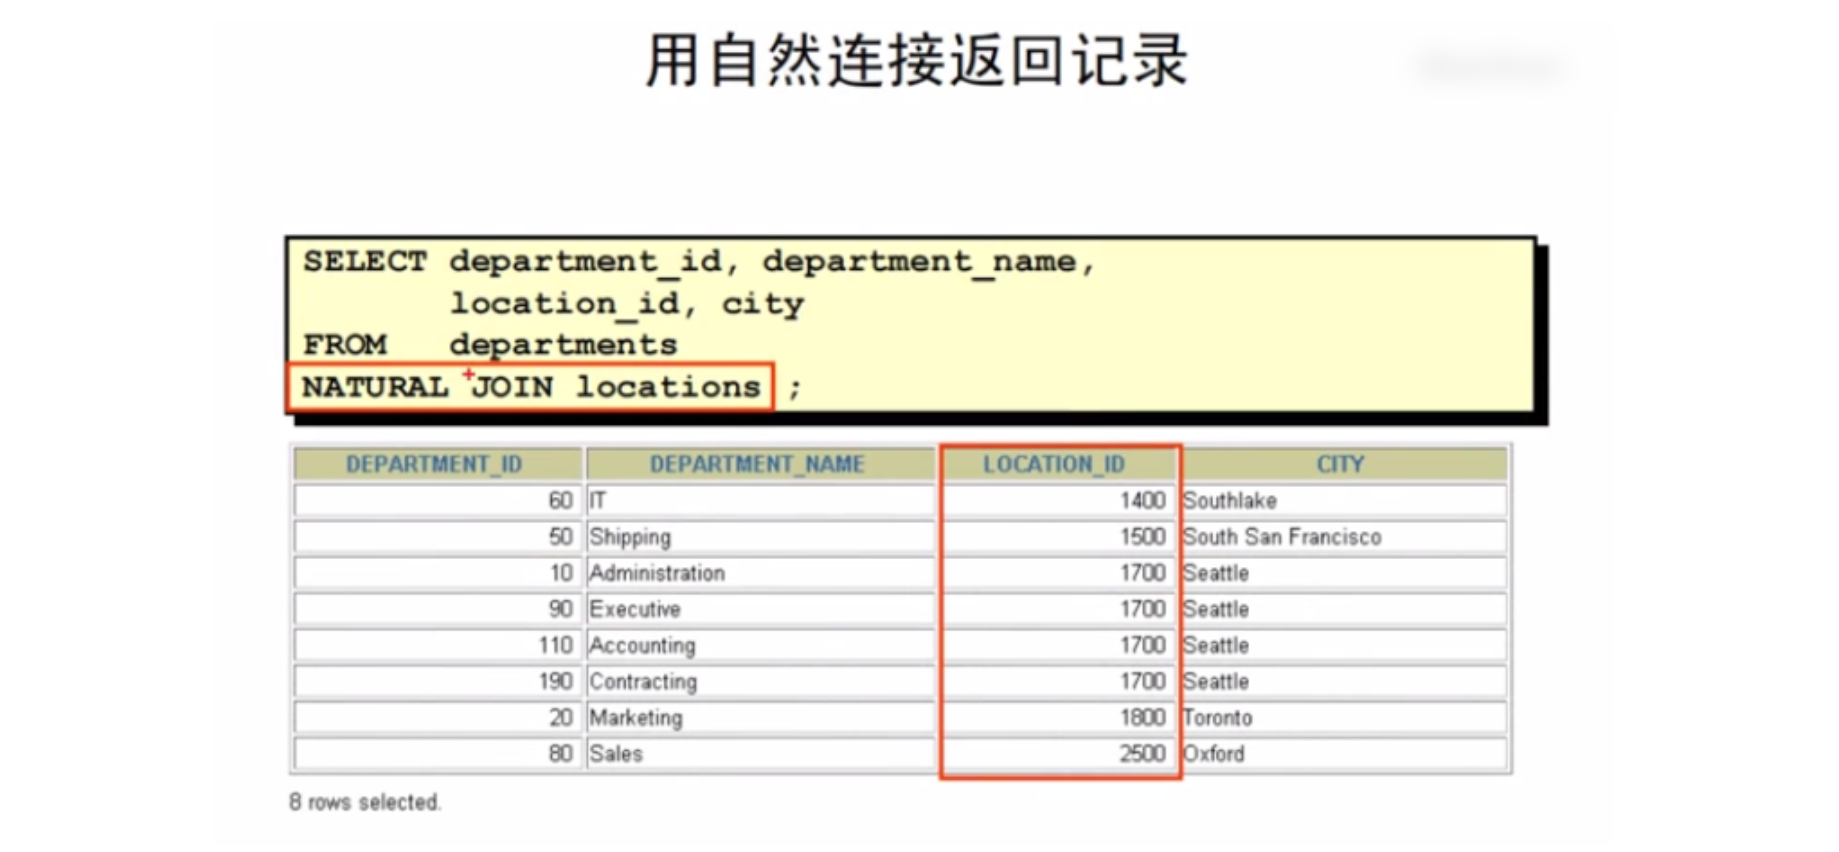 用自然连接返回记录
SELECT department_id, department_name,
location_id, city
FROM departments
NATURAL JOIN locations ;
DEPARTMENT_ID DEPARTMENT_NAME LOCATION_ID CITY
60 IT 1400 Southlake
50 Shipping 1500 South San Francisco
10 Administration 1700 Seattle
90 Executive 1700 Seattle
110 Accounting 1700 Seattle
190 Contracting 1700 Seattle
20 Marketing 1800 Toronto
80 Sales 2500 Oxford
8 rows selected.